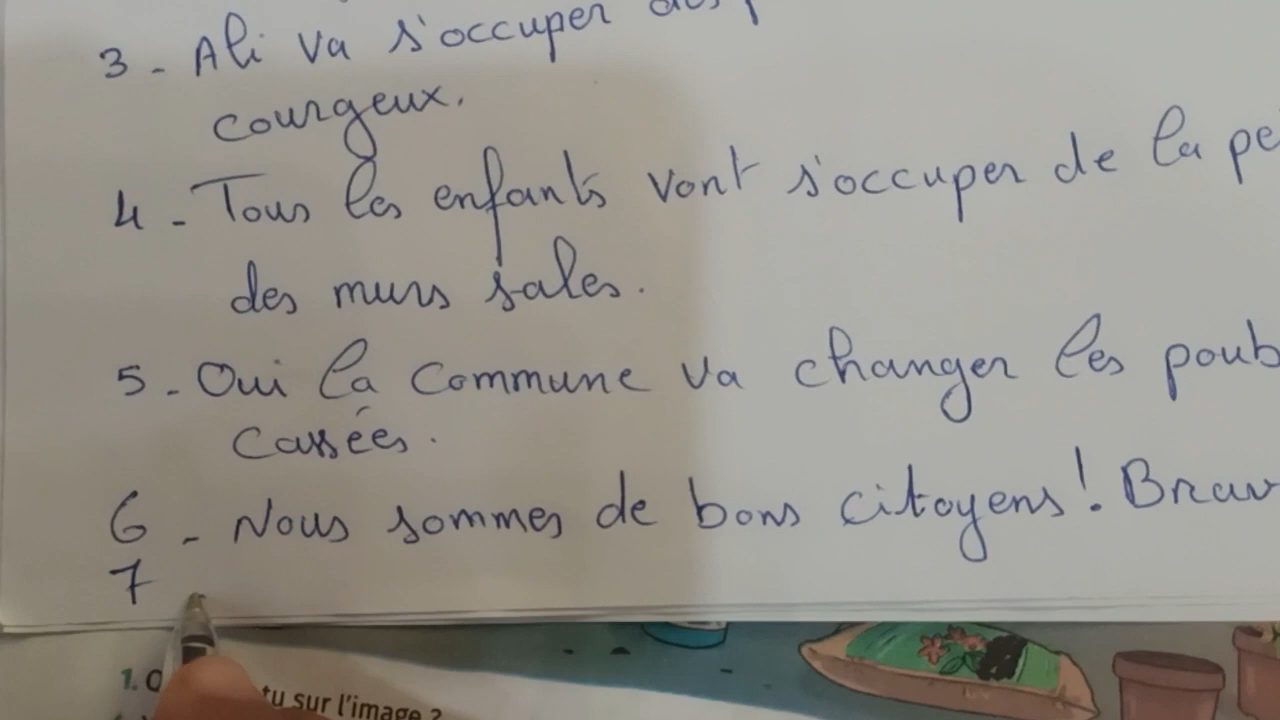 3 - Ali va s'occuper
courgeux.
4 - Tous les enfants vont s'occuper de la pe
des murs sales.
5 - Oui la commune va changer les poub
cassées.
6 - Nous sommes de bons citoyens ! Brav
7
1.
tu sur l'image ?